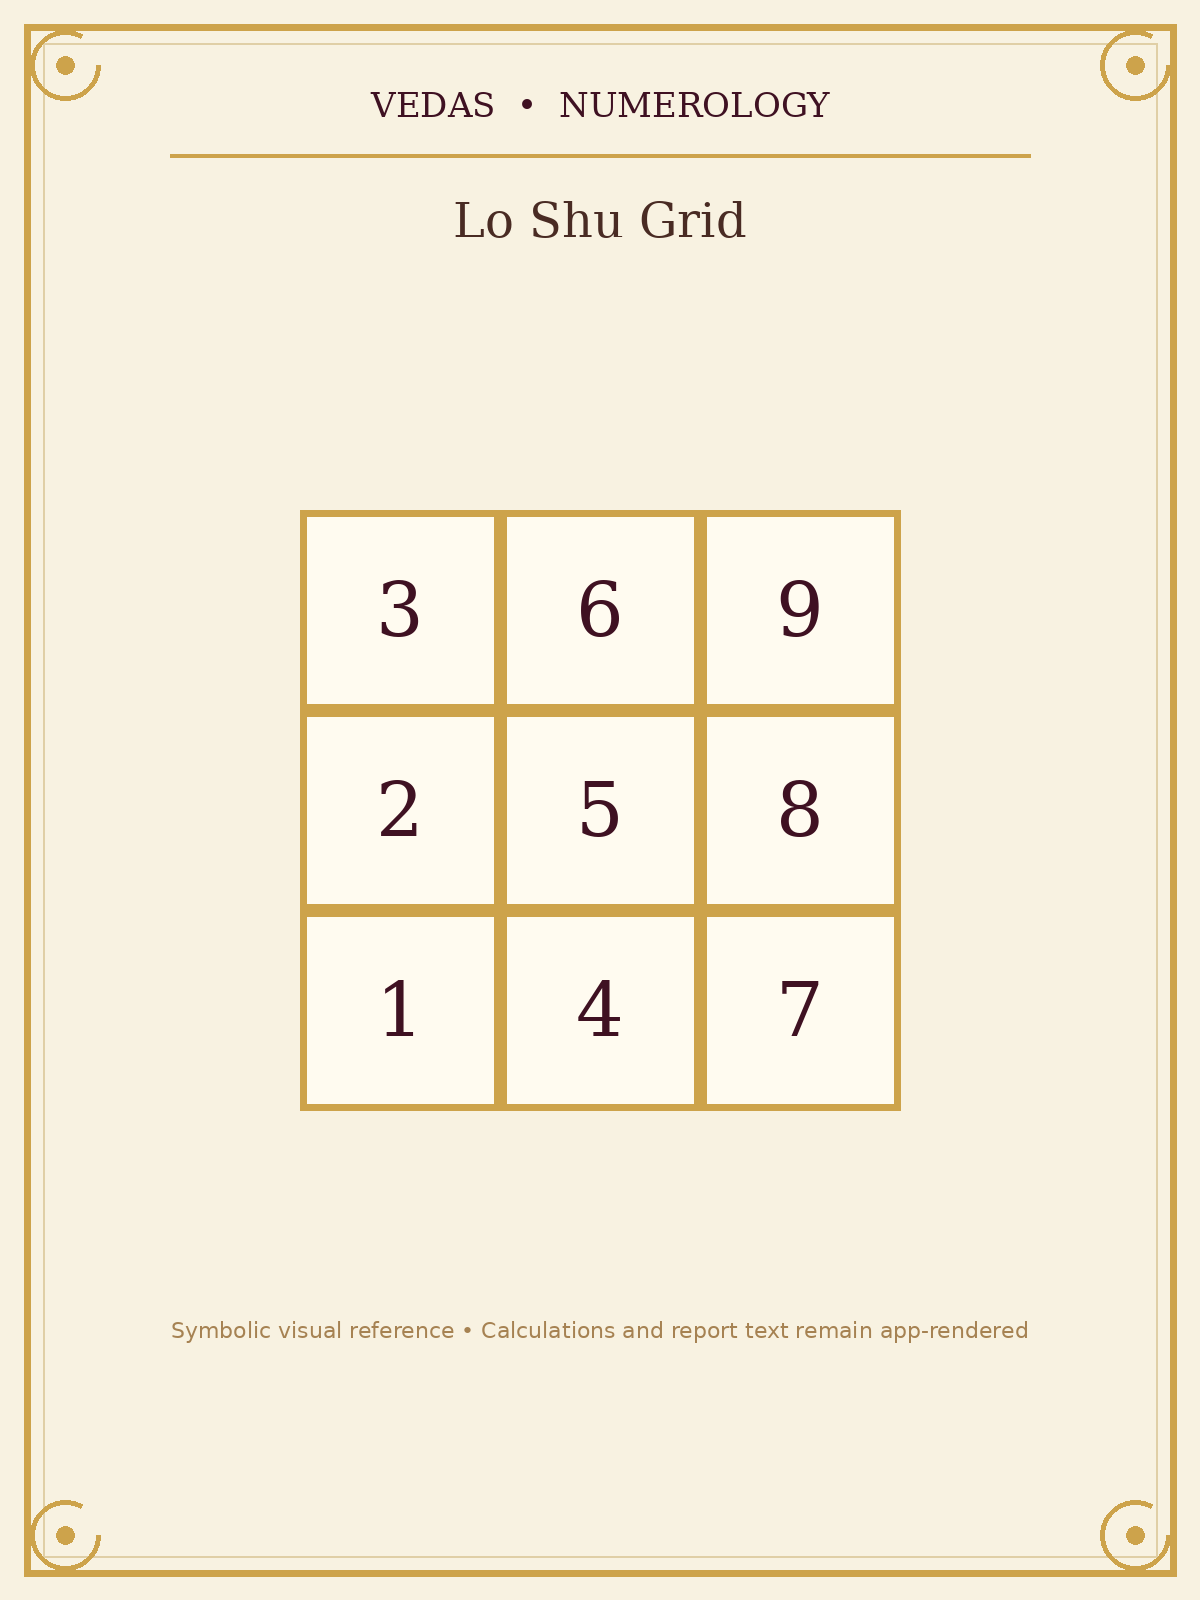 VEDAS • NUMEROLOGY
Lo Shu Grid
3 6 9
2 5 8
1 4 7
Symbolic visual reference • Calculations and report text remain app-rendered